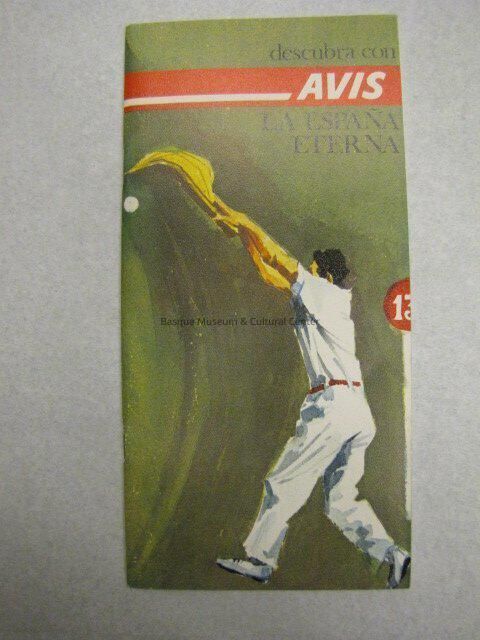 descubra con
AVIS
LA ESPAÑA
ETERNA
13
Basque Museum & Cultural Center